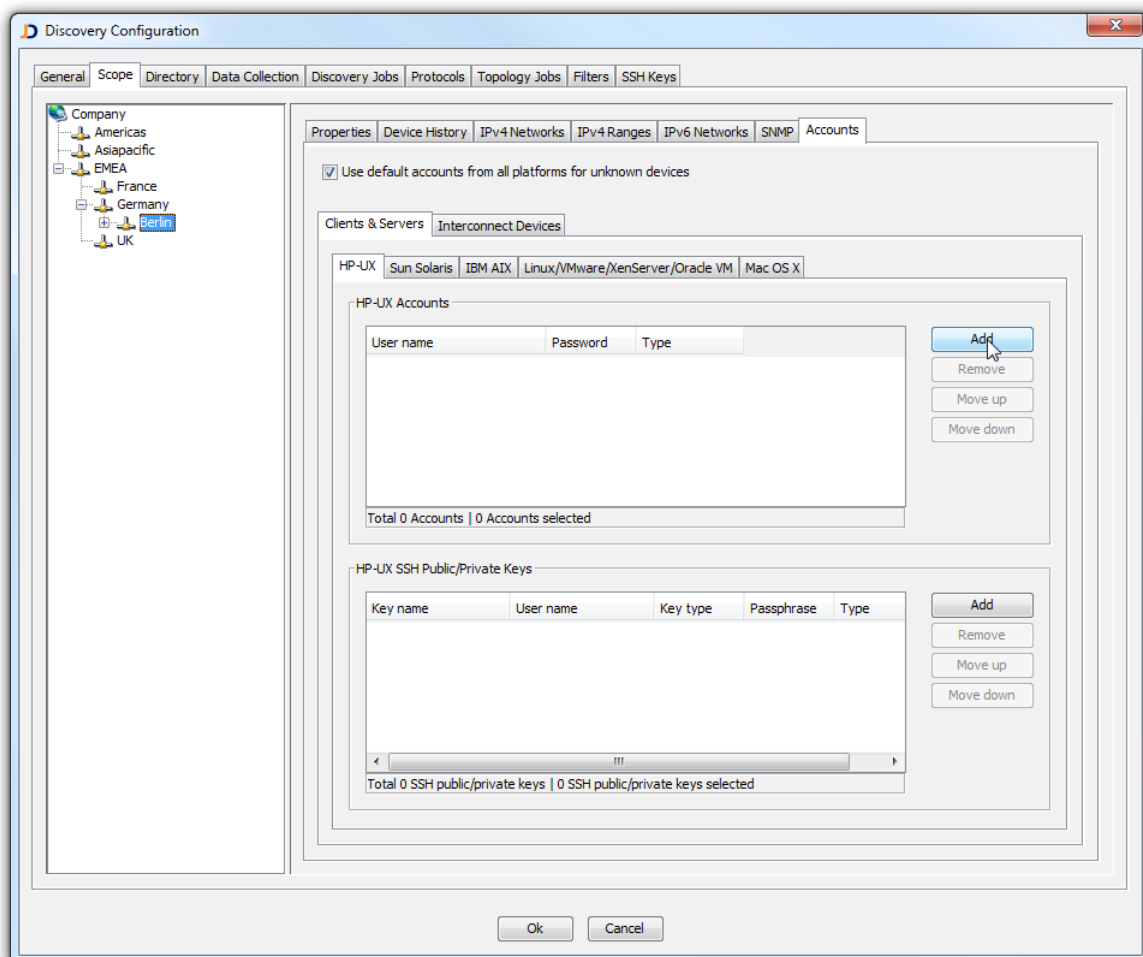 Discovery Configuration
General Scope Directory Data Collection Discovery Jobs Protocols Topology Jobs Filters SSH Keys
Company
Americas
Asiapacific
EMEA
France
Germany
Berlin
UK
Properties Device History IPv4 Networks IPv4 Ranges IPv6 Networks SNMP Accounts
Use default accounts from all platforms for unknown devices
Clients & Servers Interconnect Devices
HP-UX Sun Solaris IBM AIX Linux/VMware/XenServer/Oracle VM Mac OS X
HP-UX Accounts
User name Password Type
Add
Remove
Move up
Move down
Total 0 Accounts | 0 Accounts selected
HP-UX SSH Public/Private Keys
Key name User name Key type Passphrase Type
Add
Remove
Move up
Move down
Total 0 SSH public/private keys | 0 SSH public/private keys selected
Ok Cancel